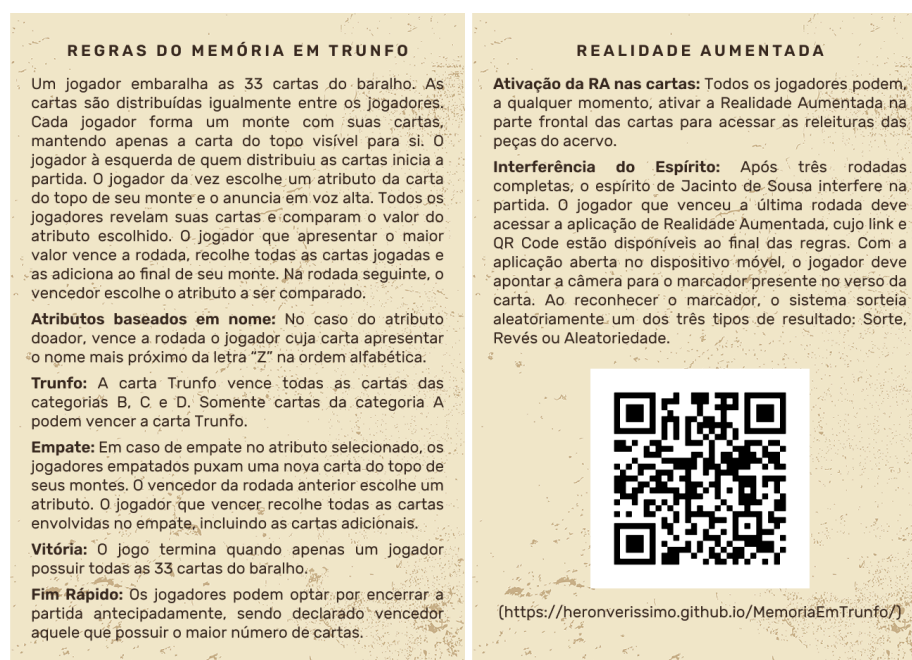 REGRAS DO MEMÓRIA EM TRUNFO
Um jogador embaralha as 33 cartas do baralho. As
cartas são distribuídas igualmente entre os jogadores.
Cada jogador forma um monte com suas cartas,
mantendo apenas a carta do topo visível para si. O
jogador à esquerda de quem distribuiu as cartas inicia a
partida. O jogador da vez escolhe um atributo da carta
do topo de seu monte e o anuncia em voz alta. Todos os
jogadores revelam suas cartas e comparam o valor do
atributo escolhido. O jogador que apresentar o maior
valor vence a rodada, recolhe todas as cartas jogadas e
as adiciona ao final de seu monte. Na rodada seguinte, o
vencedor escolhe o atributo a ser comparado.
Atributos baseados em nome: No caso do atributo
doador, vence a rodada o jogador cuja carta apresentar
o nome mais próximo da letra “Z” na ordem alfabética.
Trunfo: A carta Trunfo vence todas as cartas das
categorias B, C e D. Somente cartas da categoria A
podem vencer a carta Trunfo.
Empate: Em caso de empate no atributo selecionado, os
jogadores empatados puxam uma nova carta do topo de
seus montes. O vencedor da rodada anterior escolhe um
atributo. O jogador que vencer recolhe todas as cartas
envolvidas no empate, incluindo as cartas adicionais.
Vitória: O jogo termina quando apenas um jogador
possuir todas as 33 cartas do baralho.
Fim Rápido: Os jogadores podem optar por encerrar a
partida antecipadamente, sendo declarado vencedor
aquele que possuir o maior número de cartas.
REALIDADE AUMENTADA
Ativação da RA nas cartas: Todos os jogadores podem,
a qualquer momento, ativar a Realidade Aumentada na
parte frontal das cartas para acessar as releituras das
peças do acervo.
Interferência do Espírito: Após três rodadas
completas, o espírito de Jacinto de Sousa interfere na
partida. O jogador que venceu a última rodada deve
acessar a aplicação de Realidade Aumentada, cujo link e
QR Code estão disponíveis ao final das regras. Com a
aplicação aberta no dispositivo móvel, o jogador deve
apontar a câmera para o marcador presente no verso da
carta. Ao reconhecer o marcador, o sistema sorteia
aleatoriamente um dos três tipos de resultado: Sorte,
Revés ou Aleatoriedade.
(https://heronverissimo.github.io/MemoriaEmTrunfo/)